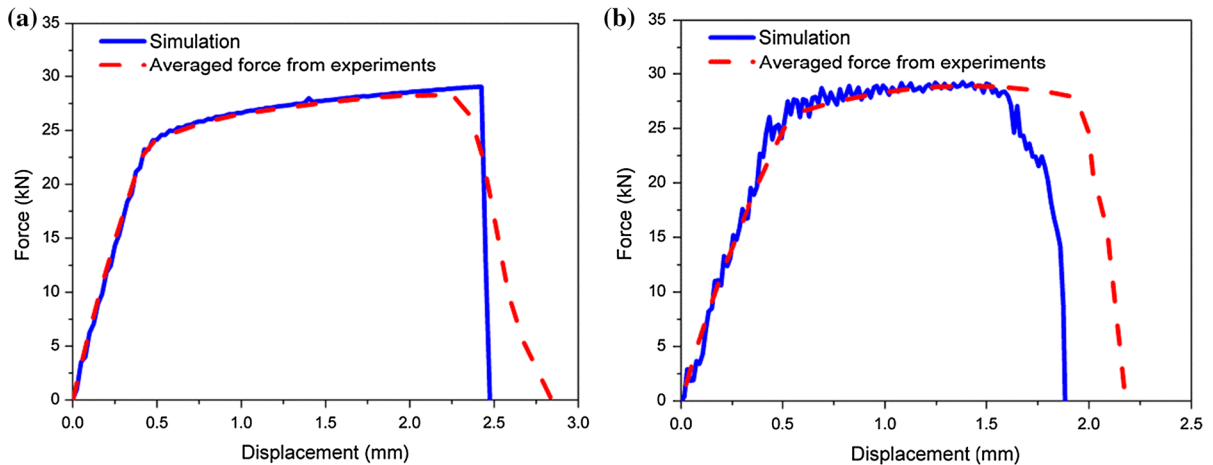 (a)
35
30
25
20
15
10
5
0
Force (kN)
Simulation
Averaged force from experiments
0.0 0.5 1.0 1.5 2.0 2.5 3.0
Displacement (mm)
(b)
35
30
25
20
15
10
5
0
Force (kN)
Simulation
Averaged force from experiments
0.0 0.5 1.0 1.5 2.0 2.5
Displacement (mm)